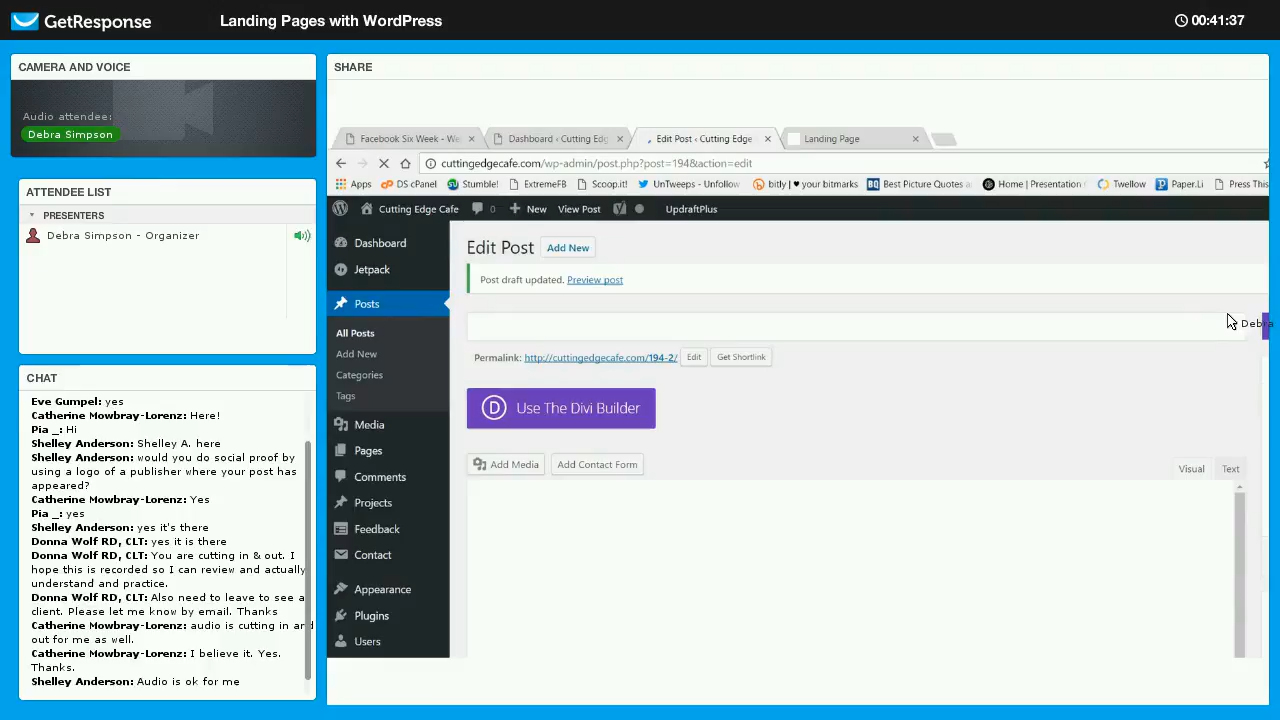 GetResponse
Landing Pages with WordPress
00:41:37
CAMERA AND VOICE
Audio attendee:
Debra Simpson
ATTENDEE LIST
PRESENTERS
Debra Simpson - Organizer
CHAT
Eve Gumpel: yes
Catherine Mowbray-Lorenz: Here!
Pia _: Hi
Shelley Anderson: Shelley A. here
Shelley Anderson: would you do social proof by
using a logo of a publisher where your post has
appeared?
Catherine Mowbray-Lorenz: Yes
Pia _: yes
Shelley Anderson: yes it's there
Donna Wolf RD, CLT: yes it is there
Donna Wolf RD, CLT: You are cutting in & out. I
hope this is recorded so I can review and actually
understand and practice.
Donna Wolf RD, CLT: Also need to leave to see a
client. Please let me know by email. Thanks
Catherine Mowbray-Lorenz: audio is cutting in and
out for me as well.
Catherine Mowbray-Lorenz: I believe it. Yes.
Thanks.
Shelley Anderson: Audio is ok for me
SHARE
Facebook Six Week - We
Dashboard ‹ Cutting Edg
Edit Post ‹ Cutting Edge
Landing Page
cuttingedgecafe.com/wp-admin/post.php?post=194&action=edit
Apps
DS cPanel
Stumble!
ExtremeFB
Scoop.it!
UnTweeps - Unfollow
bitly | ♥ your bitmarks
BQ Best Picture Quotes a
Home | Presentation
Twellow
Paper.Li
Press This
Cutting Edge Cafe
0
New
View Post
UpdraftPlus
Dashboard
Jetpack
Posts
All Posts
Add New
Categories
Tags
Media
Pages
Comments
Projects
Feedback
Contact
Appearance
Plugins
Users
Edit Post
Add New
Post draft updated. Preview post
Debra
Permalink: http://cuttingedgecafe.com/194-2/
Edit
Get Shortlink
D Use The Divi Builder
Add Media
Add Contact Form
Visual
Text